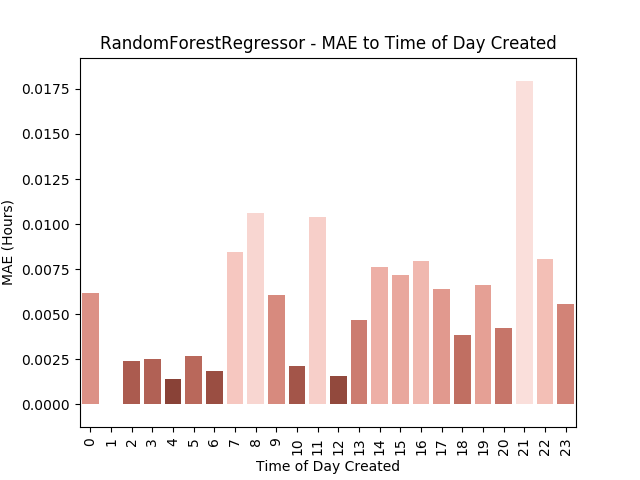 RandomForestRegressor - MAE to Time of Day Created
MAE (Hours)
0.0175
0.0150
0.0125
0.0100
0.0075
0.0050
0.0025
0.0000
0 1 2 3 4 5 6 7 8 9 10 11 12 13 14 15 16 17 18 19 20 21 22 23
Time of Day Created